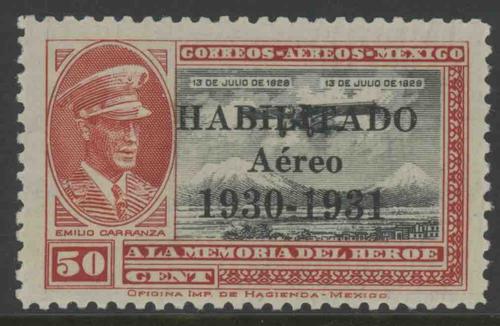 CORREOS-AEREOS-MEXICO
13 DE JULIO DE 1928 13 DE JULIO DE 1929
HABILITADO
Aéreo
1930-1931
EMILIO CARRANZA
50 A LA MEMORIA DEL HEROE
CENT
OFICINA IMP. DE HACIENDA-MEXICO.